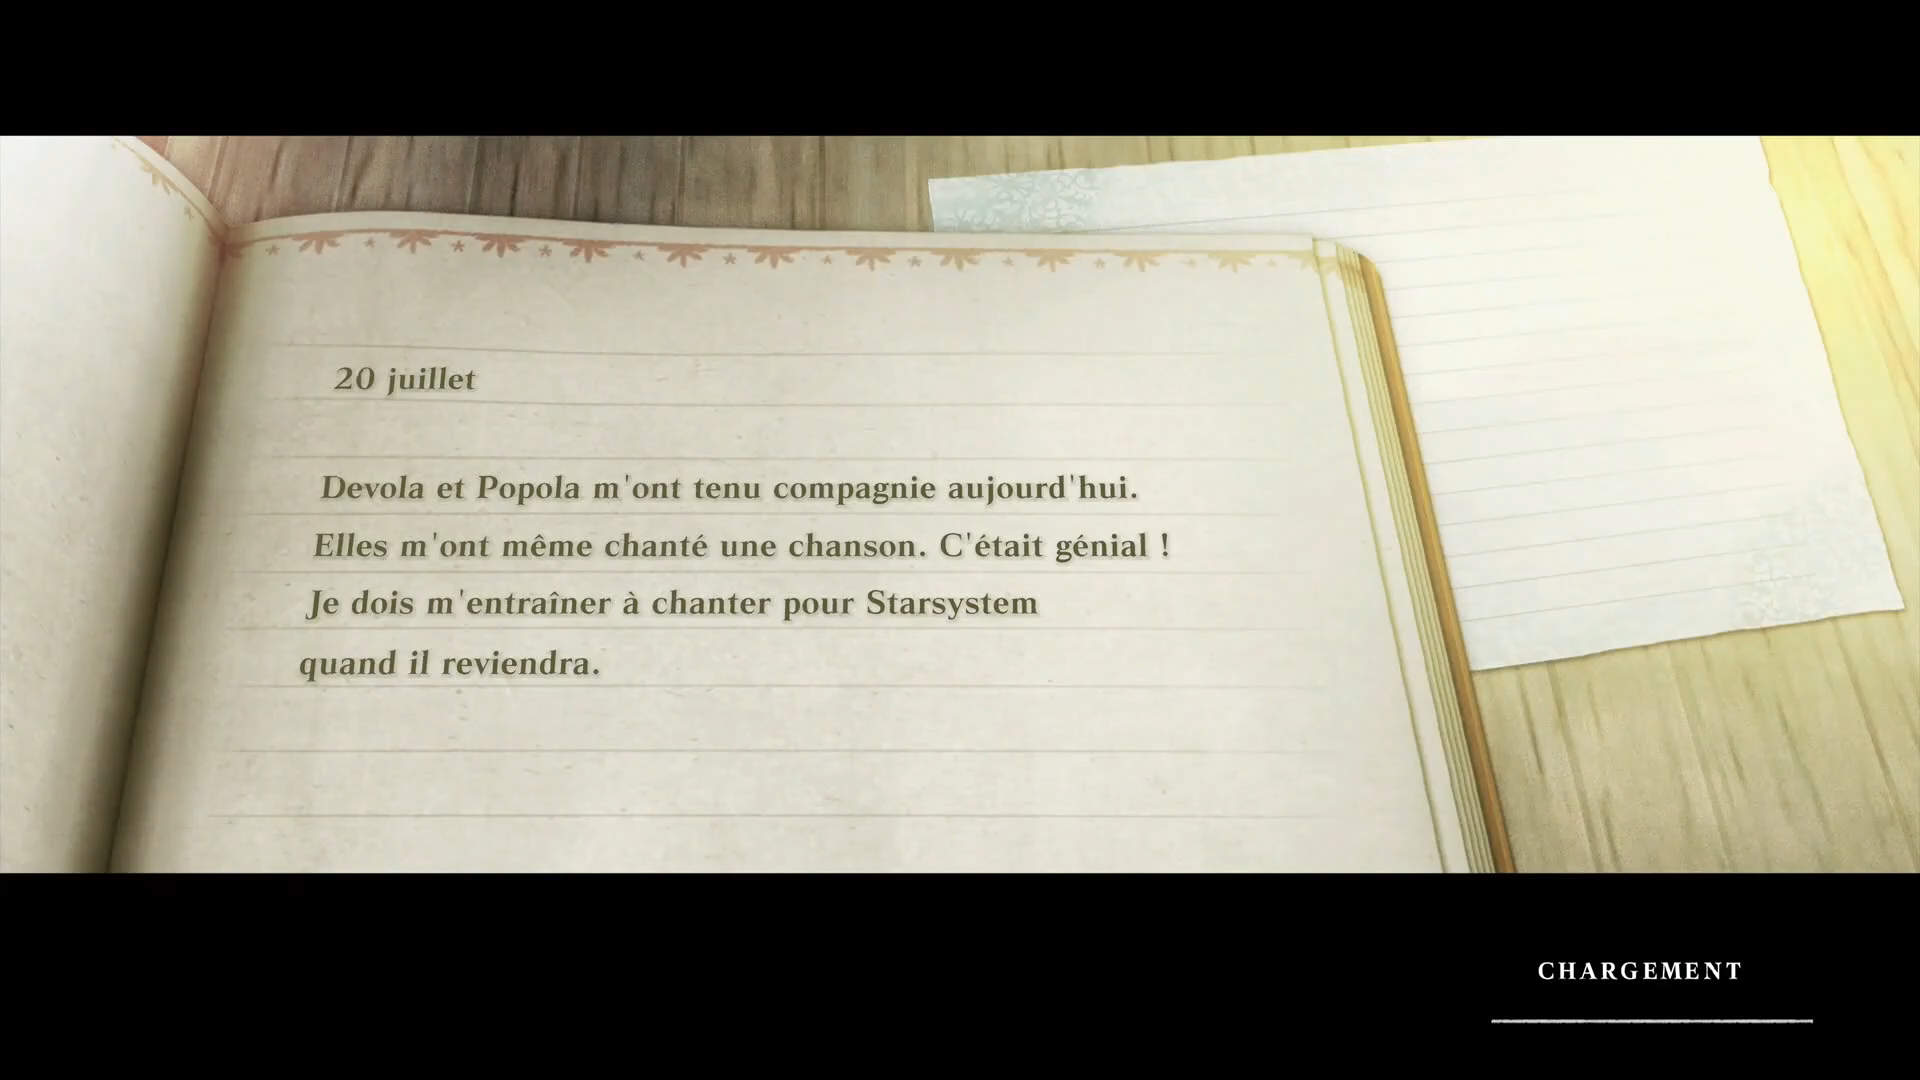 20 juillet
Devola et Popola m'ont tenu compagnie aujourd'hui.
Elles m'ont même chanté une chanson. C'était génial !
Je dois m'entraîner à chanter pour Starsystem
quand il reviendra.
CHARGEMENT